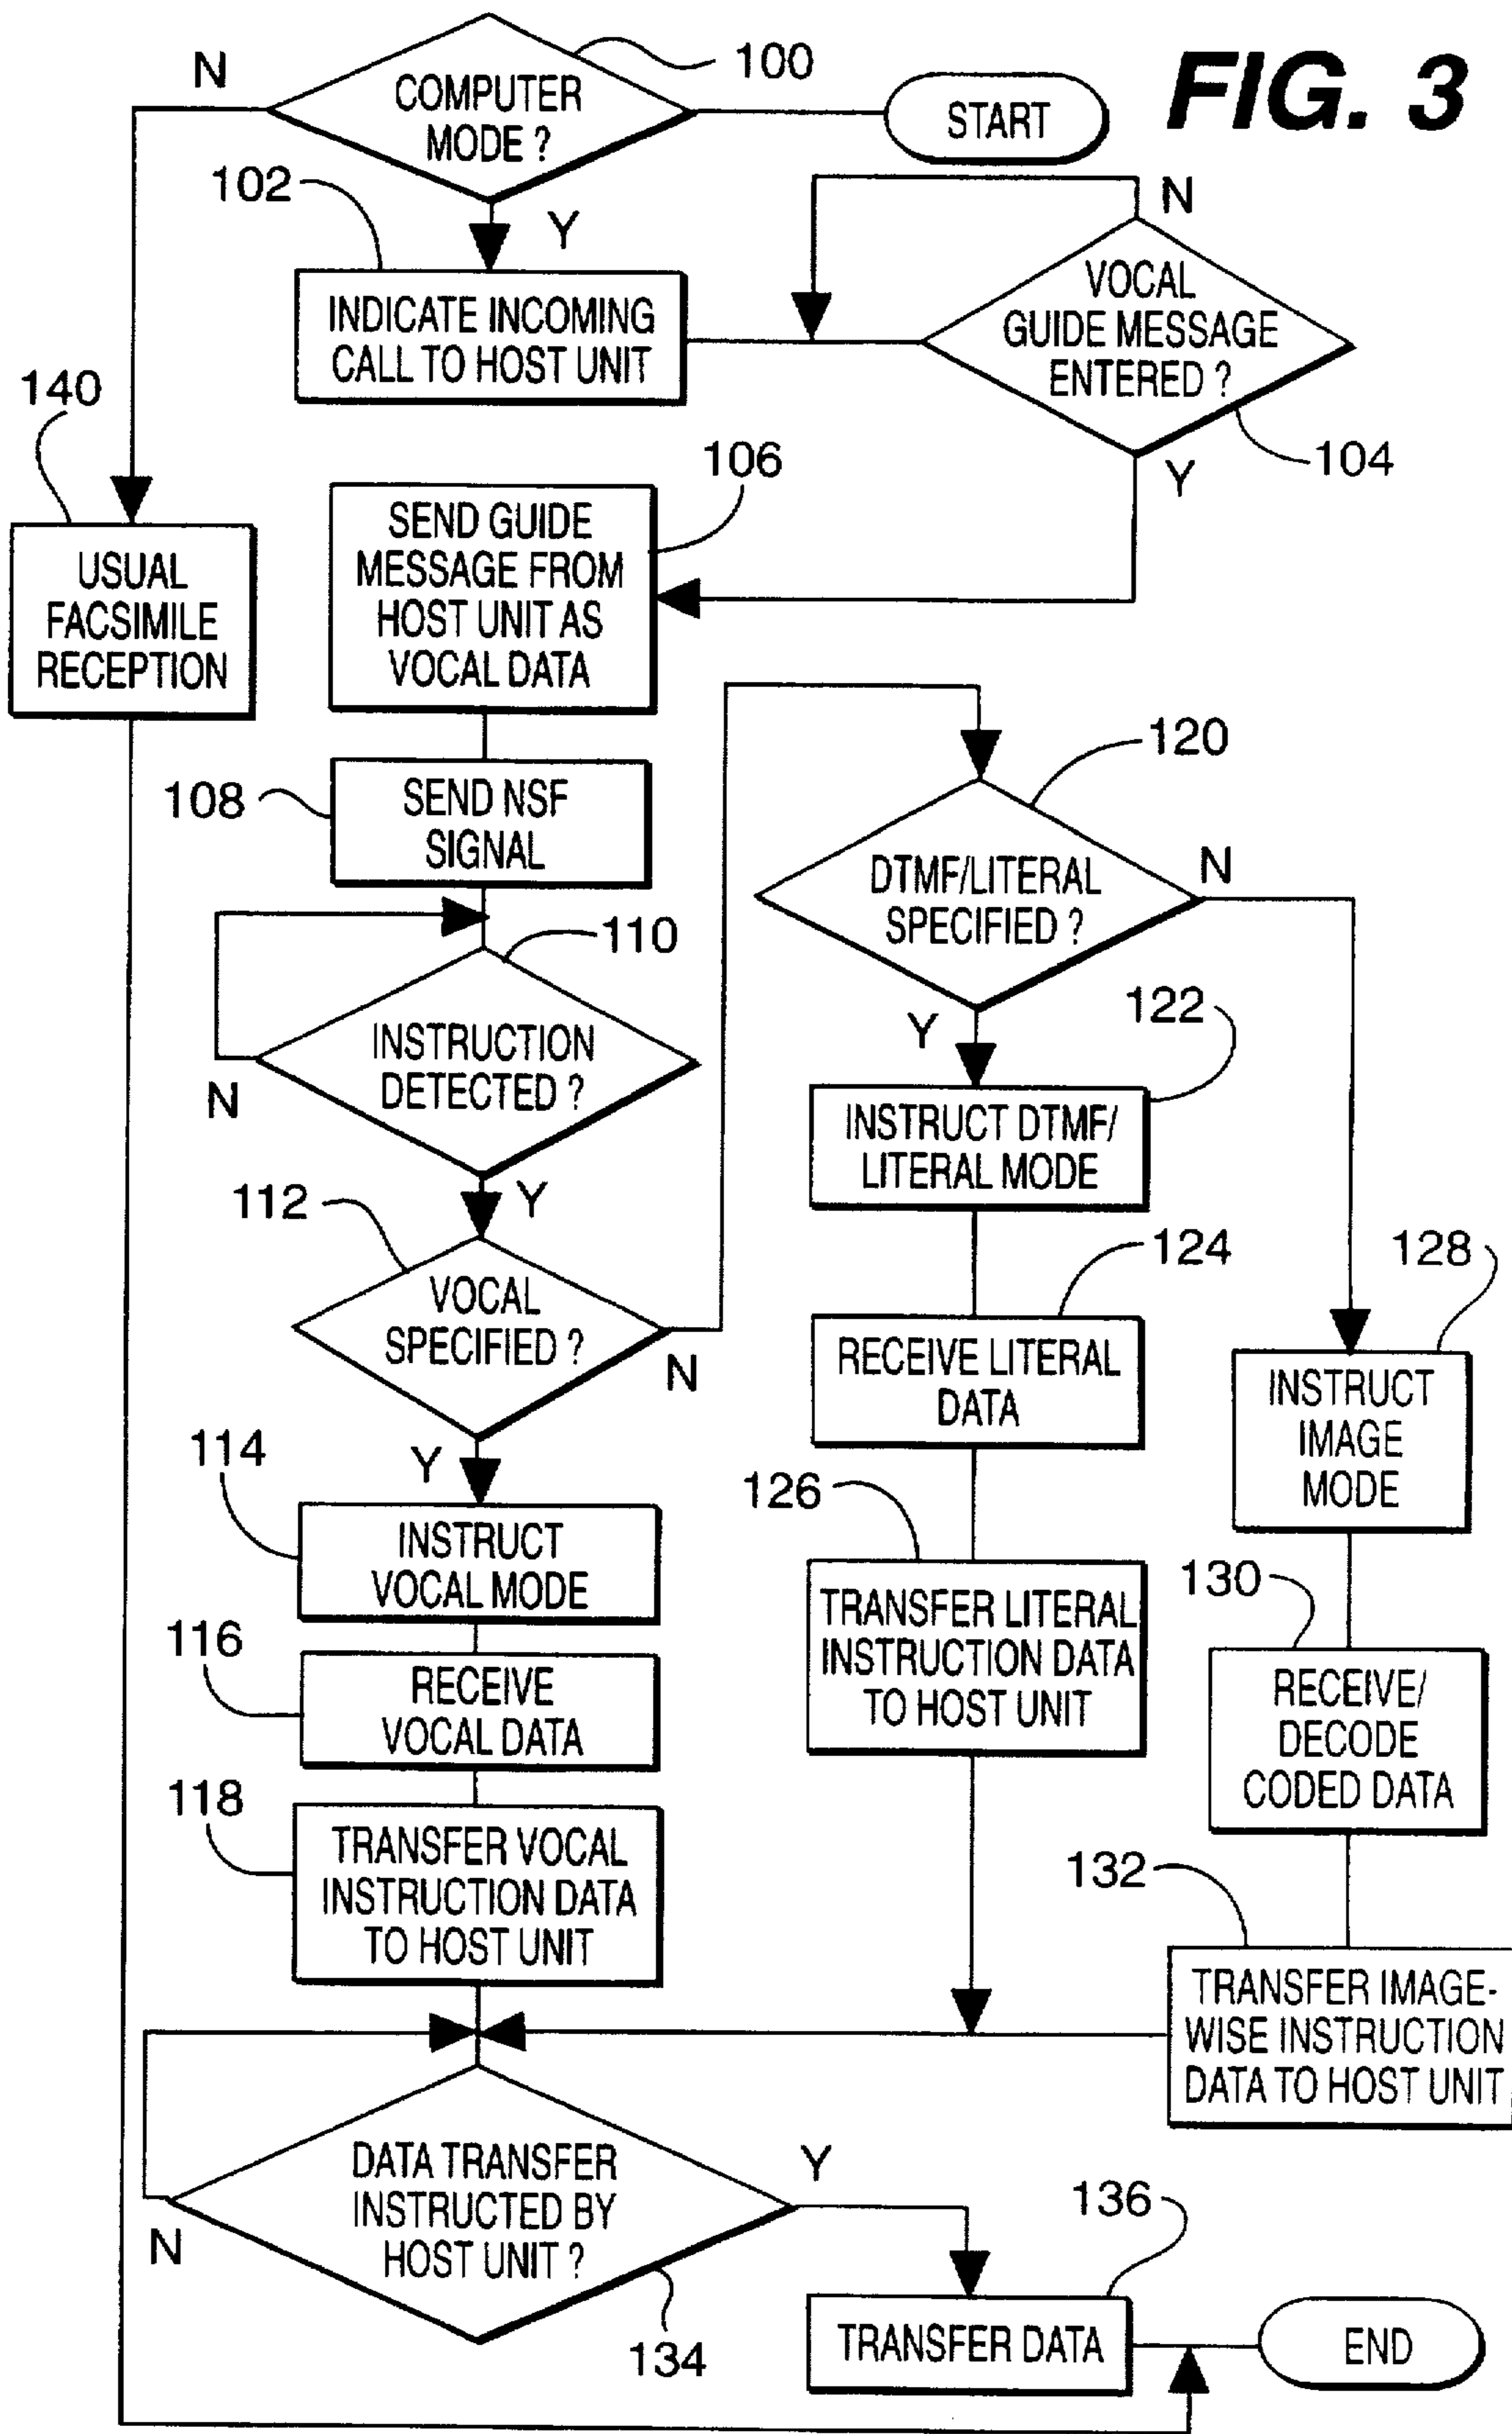 FIG. 3
START
100
COMPUTER
MODE ?
N
Y
102
INDICATE INCOMING
CALL TO HOST UNIT
N
VOCAL
GUIDE MESSAGE
ENTERED ?
104
Y
140
USUAL
FACSIMILE
RECEPTION
106
SEND GUIDE
MESSAGE FROM
HOST UNIT AS
VOCAL DATA
108
SEND NSF
SIGNAL
110
INSTRUCTION
DETECTED ?
N
Y
112
VOCAL
SPECIFIED ?
N
Y
114
INSTRUCT
VOCAL MODE
116
RECEIVE
VOCAL DATA
118
TRANSFER VOCAL
INSTRUCTION DATA
TO HOST UNIT
120
DTMF/LITERAL
SPECIFIED ?
N
Y
122
INSTRUCT DTMF/
LITERAL MODE
124
RECEIVE LITERAL
DATA
126
TRANSFER LITERAL
INSTRUCTION DATA
TO HOST UNIT
128
INSTRUCT
IMAGE
MODE
130
RECEIVE/
DECODE
CODED DATA
132
TRANSFER IMAGE-
WISE INSTRUCTION
DATA TO HOST UNIT
DATA TRANSFER
INSTRUCTED BY
HOST UNIT ?
N
Y
134
136
TRANSFER DATA
END